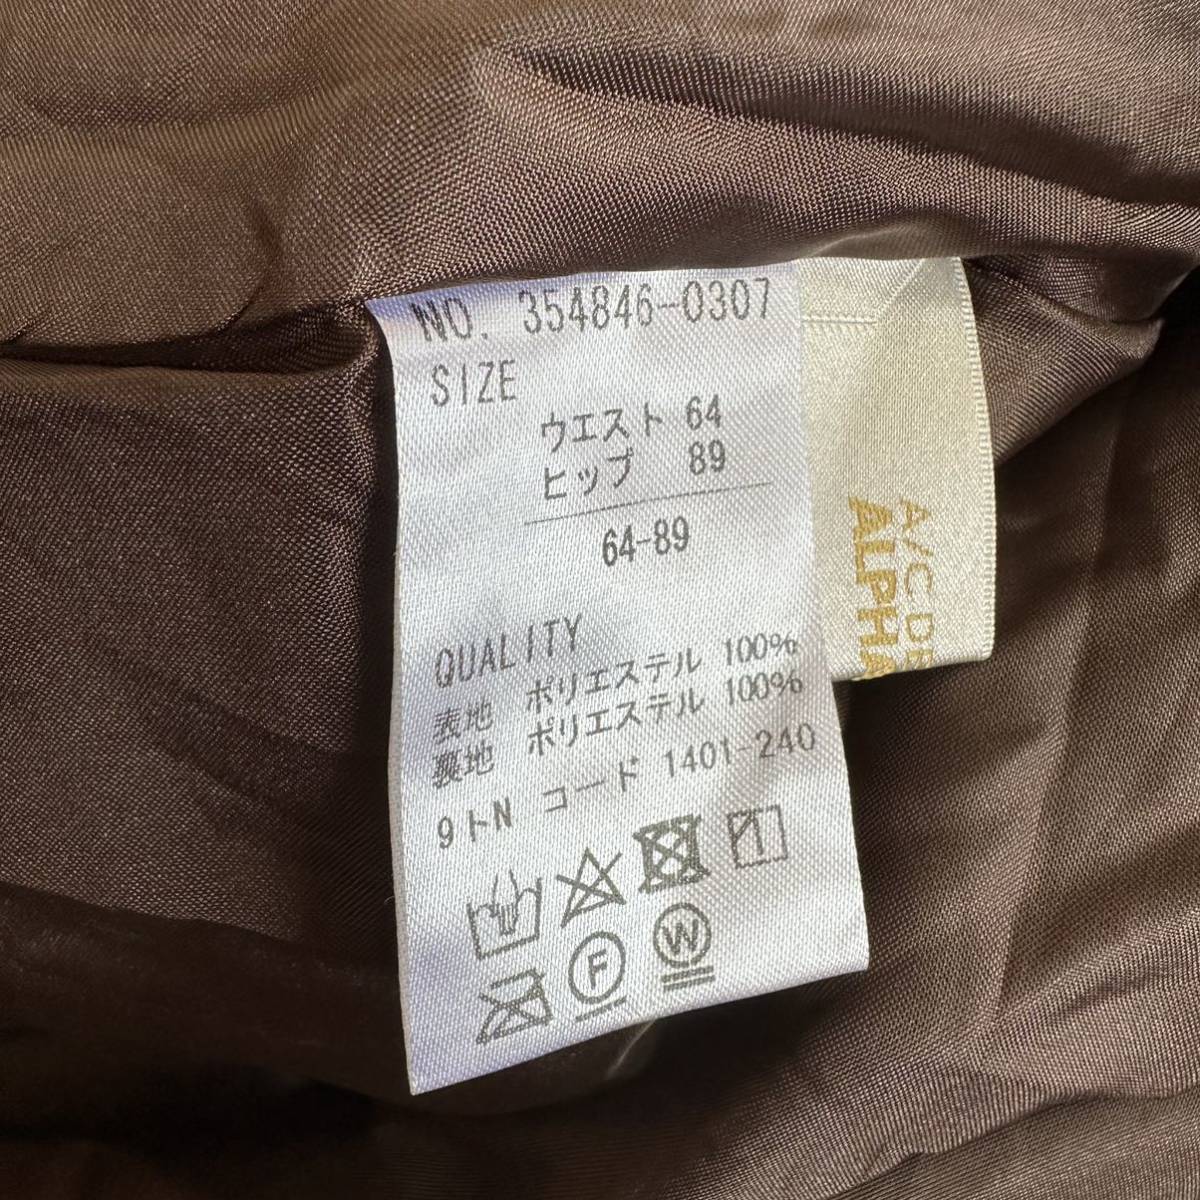 NO. 354846-0307
SIZE
ウエスト 64
ヒップ 89
64-89
QUALITY
表地 ポリエステル 100%
裏地 ポリエステル 100%
9トN コード 1401-240
F
W
A/C DE
ALPHA